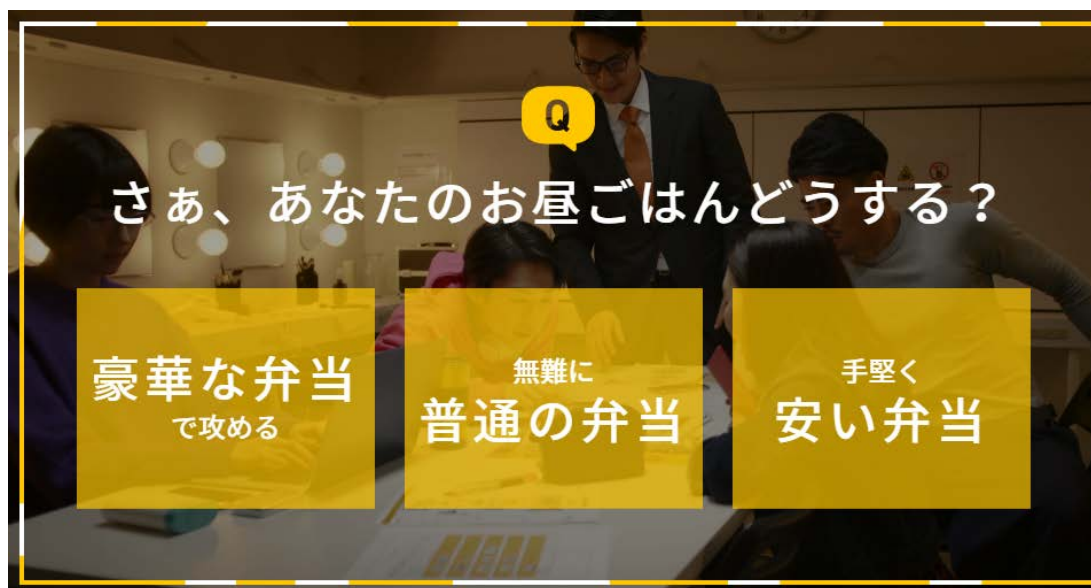 Q
さぁ、あなたのお昼ごはんどうする？
豪華な弁当
で攻める
無難に
普通の弁当
手堅く
安い弁当